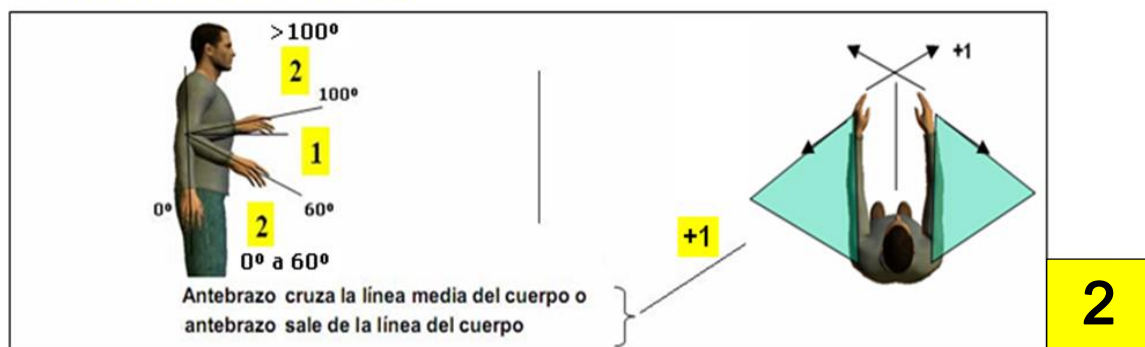 >100º
2
100º
1
0º
60º
2
0º a 60º
+1
+1
Antebrazo cruza la línea media del cuerpo o
antebrazo sale de la línea del cuerpo
2